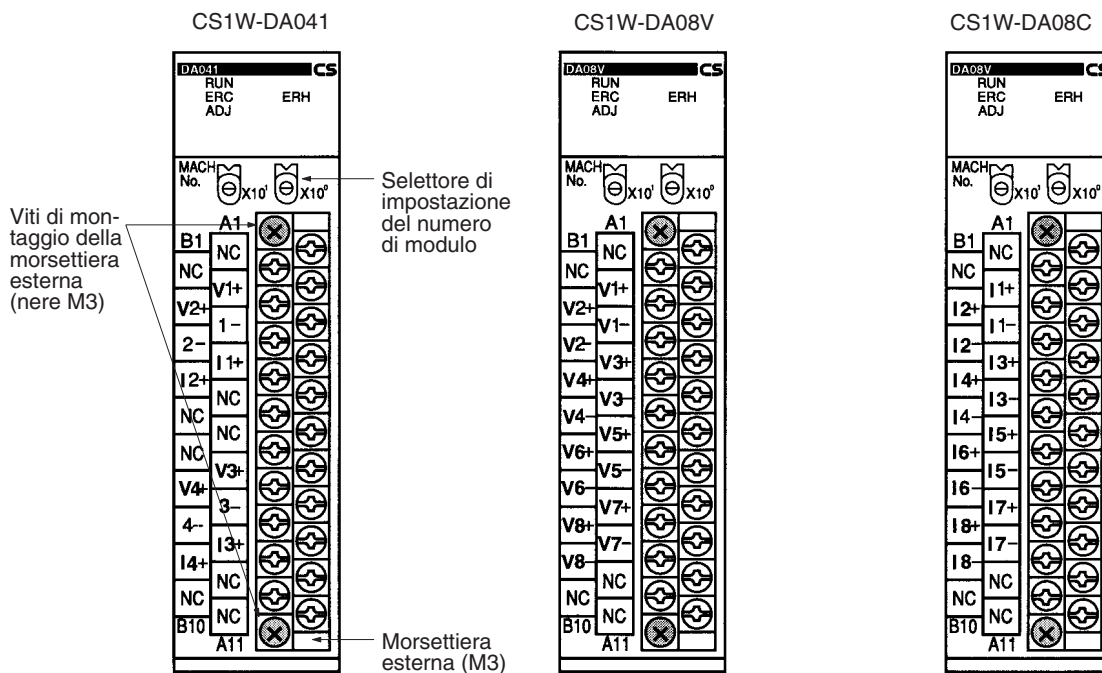 CS1W-DA041
DA041 CS
RUN
ERC ERH
ADJ
MACH
No.
X10¹ X10⁰
A1
B1
NC
NC
V1+
V2+
1-
2-
I1+
I2+
NC
NC
NC
NC
V3+
V4+
3-
4-
I3+
I4+
NC
NC
NC
B10
A11
Viti di mon-
taggio della
morsettiera
esterna
(nere M3)
Selettore di
impostazione
del numero
di modulo
Morsettiera
esterna (M3)
CS1W-DA08V
DA08V CS
RUN
ERC ERH
ADJ
MACH
No.
X10¹ X10⁰
A1
B1
NC
NC
V1+
V2+
V1-
V2-
V3+
V4+
V3-
V4-
V5+
V6+
V5-
V6-
V7+
V8+
V7-
V8-
NC
NC
NC
B10
A11
CS1W-DA08C
DA08V CS
RUN
ERC ERH
ADJ
MACH
No.
X10¹ X10⁰
A1
B1
NC
NC
I1+
I2+
I1-
I2-
I3+
I4+
I3-
I4-
I5+
I6+
I5-
I6-
I7+
I8+
I7-
I8-
NC
NC
NC
B10
A11